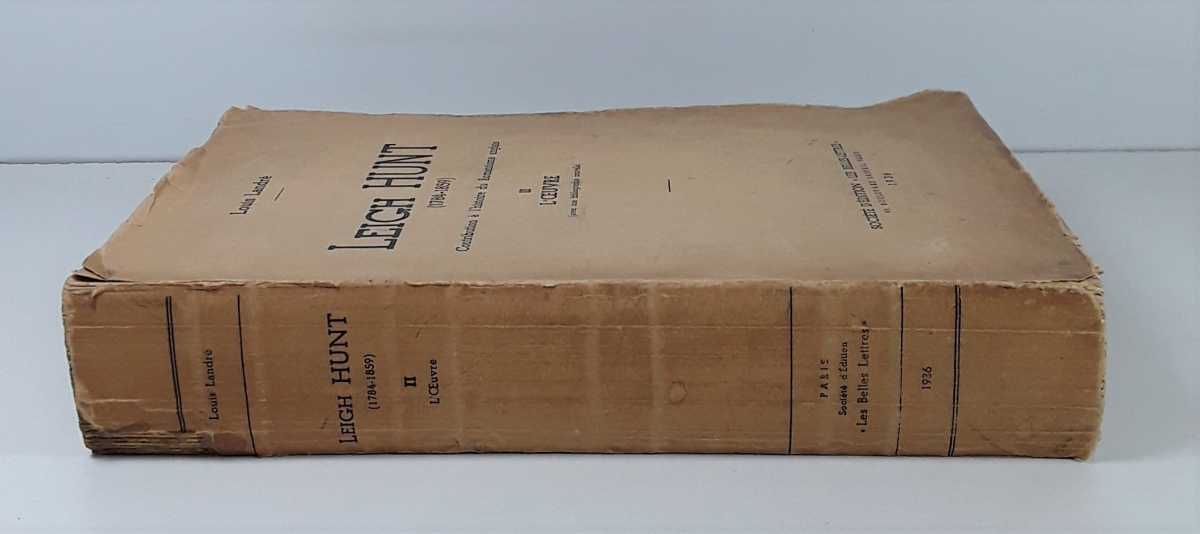 Louis Landré
LEIGH HUNT
(1784-1859)
Contribution à l'histoire du Romantisme anglais
II
L'ŒUVRE
SOCIÉTÉ D'ÉDITION « LES BELLES LETTRES »
1936
Louis Landré
LEIGH HUNT
(1784-1859)
II
L'Œuvre
PARIS
Société d'Édition
" Les Belles Lettres "
1936